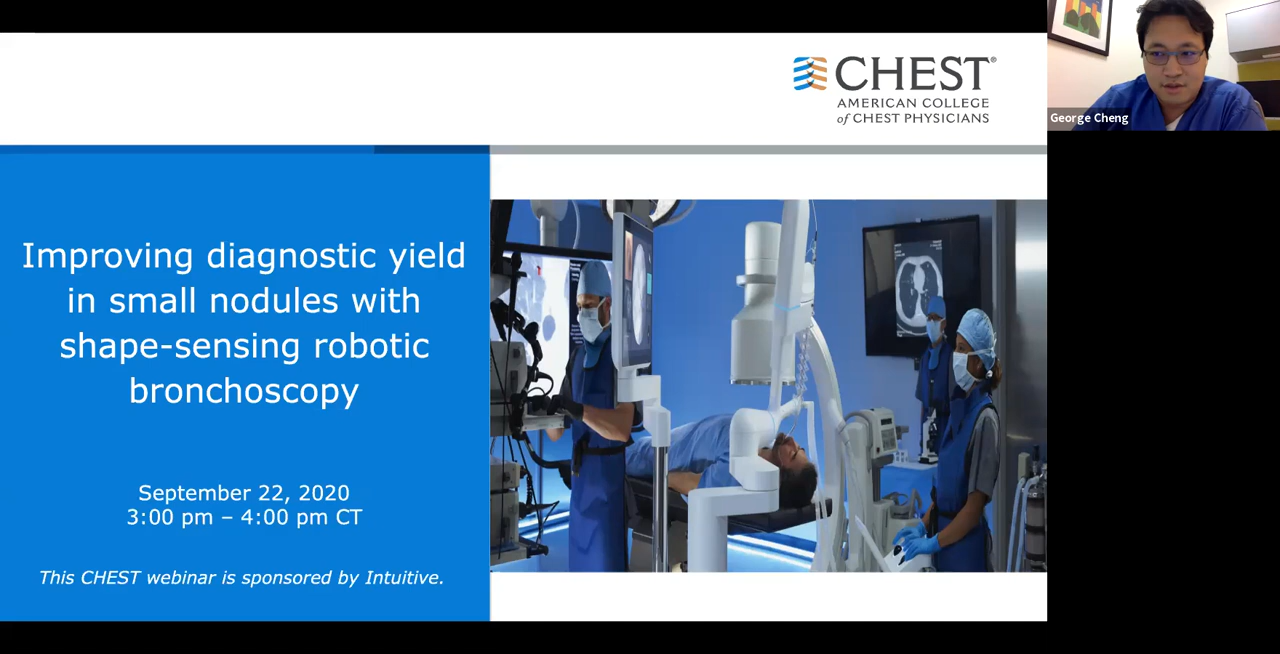 CHEST®
AMERICAN COLLEGE
of CHEST PHYSICIANS
George Cheng
Improving diagnostic yield
in small nodules with
shape-sensing robotic
bronchoscopy
September 22, 2020
3:00 pm – 4:00 pm CT
This CHEST webinar is sponsored by Intuitive.